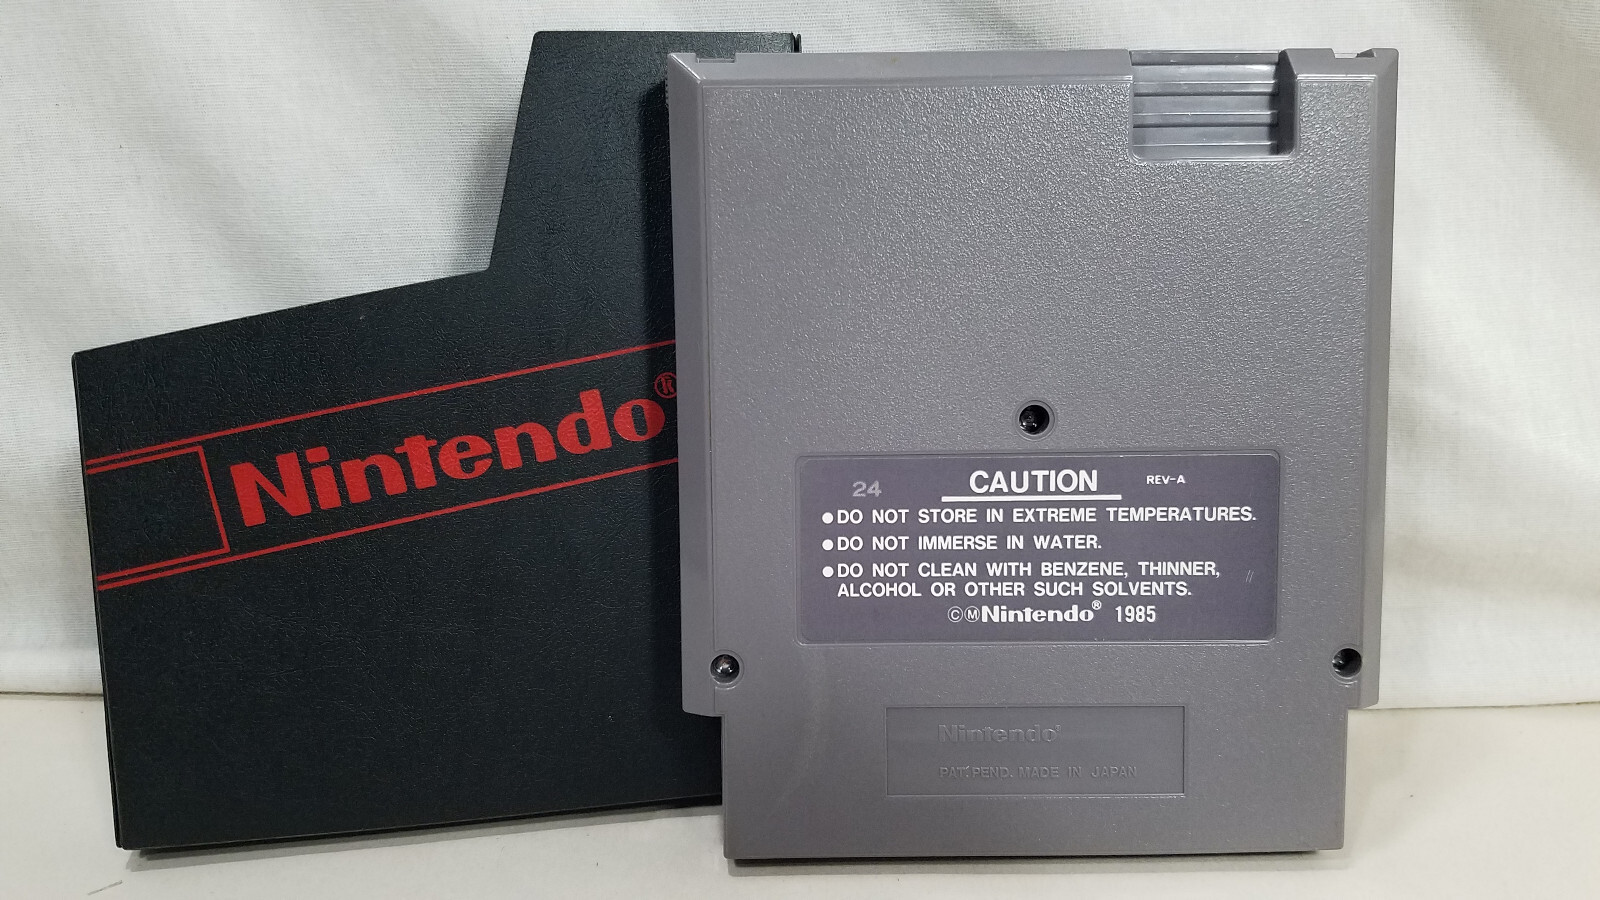 Nintendo®
24 CAUTION REV-A
●DO NOT STORE IN EXTREME TEMPERATURES.
●DO NOT IMMERSE IN WATER.
●DO NOT CLEAN WITH BENZENE, THINNER,
ALCOHOL OR OTHER SUCH SOLVENTS.
©ⓂNintendo® 1985
Nintendo®
PAT. PEND. MADE IN JAPAN